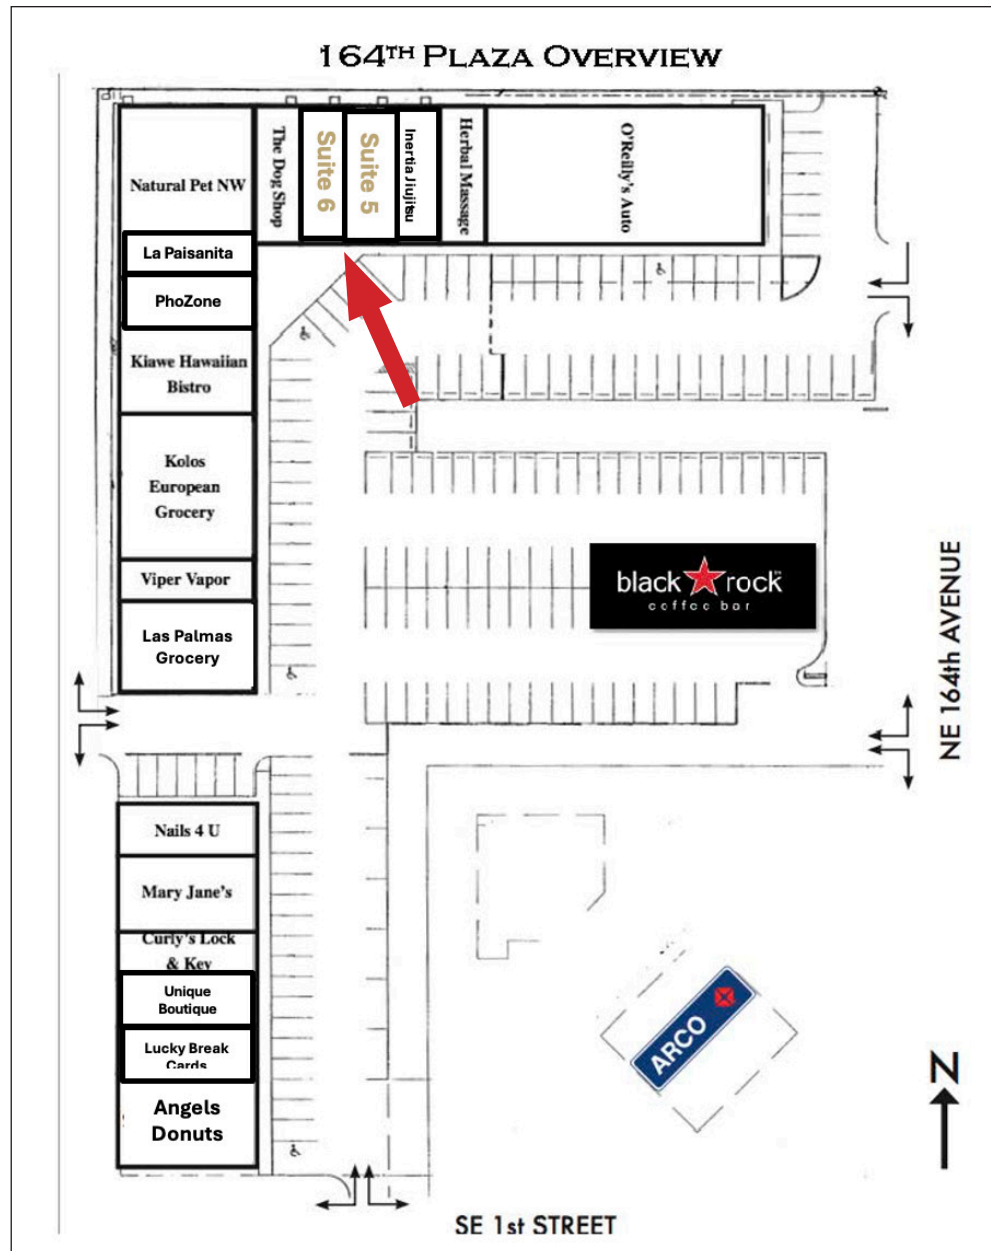 164TH PLAZA OVERVIEW
Natural Pet NW
The Dog Shop
Suite 6
Suite 5
Inertia Jiujitsu
Herbal Massage
O'Reilly's Auto
La Paisanita
PhoZone
Kiawe Hawaiian
Bistro
Kolos
European
Grocery
Viper Vapor
Las Palmas
Grocery
black rock
coffee bar
NE 164th AVENUE
Nails 4 U
Mary Jane's
Curly's Lock
& Key
Unique
Boutique
Lucky Break
Cards
Angels
Donuts
ARCO
N
SE 1st STREET